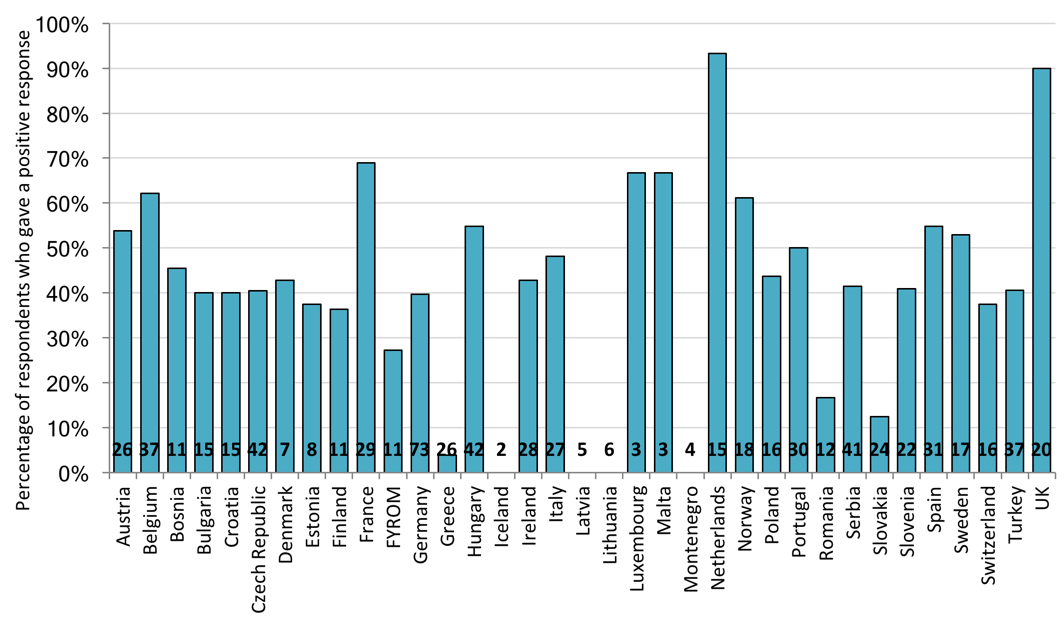 Percentage of respondents who gave a positive response
100%
90%
80%
70%
60%
50%
40%
30%
20%
10%
0%
26 37 11 15 15 42 7 8 11 29 11 73 26 42 2 28 27 5 6 3 3 4 15 18 16 30 12 41 24 22 31 17 16 37 20
Austria
Belgium
Bosnia
Bulgaria
Croatia
Czech Republic
Denmark
Estonia
Finland
France
FYROM
Germany
Greece
Hungary
Iceland
Ireland
Italy
Latvia
Lithuania
Luxembourg
Malta
Montenegro
Netherlands
Norway
Poland
Portugal
Romania
Serbia
Slovakia
Slovenia
Spain
Sweden
Switzerland
Turkey
UK